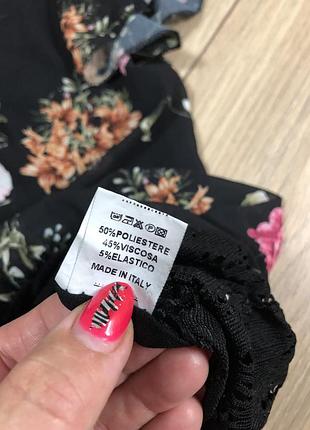 50%POLIESTERE
45%VISCOSA
5%ELASTICO
MADE IN ITALY